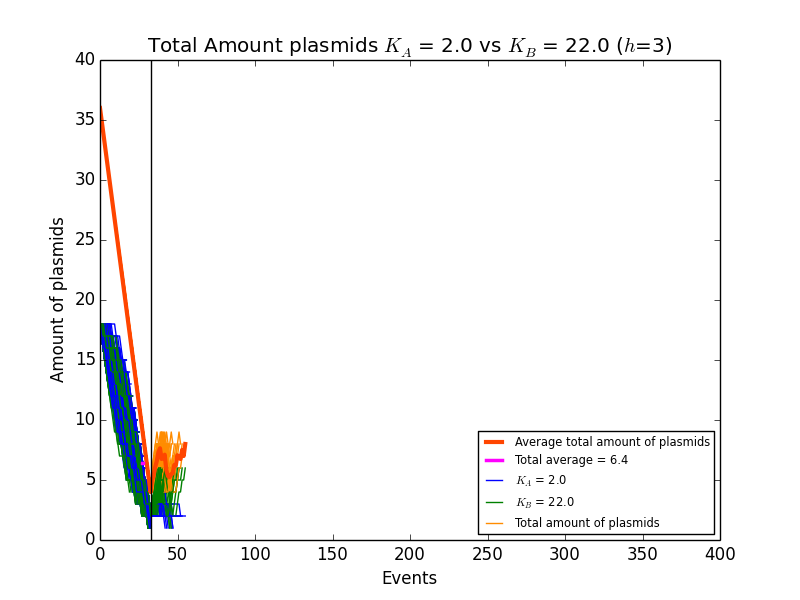 Total Amount plasmids K_A = 2.0 vs K_B = 22.0 (h=3)
Amount of plasmids
40
35
30
25
20
15
10
5
0
Average total amount of plasmids
Total average = 6.4
K_A = 2.0
K_B = 22.0
Total amount of plasmids
0 50 100 150 200 250 300 350 400
Events